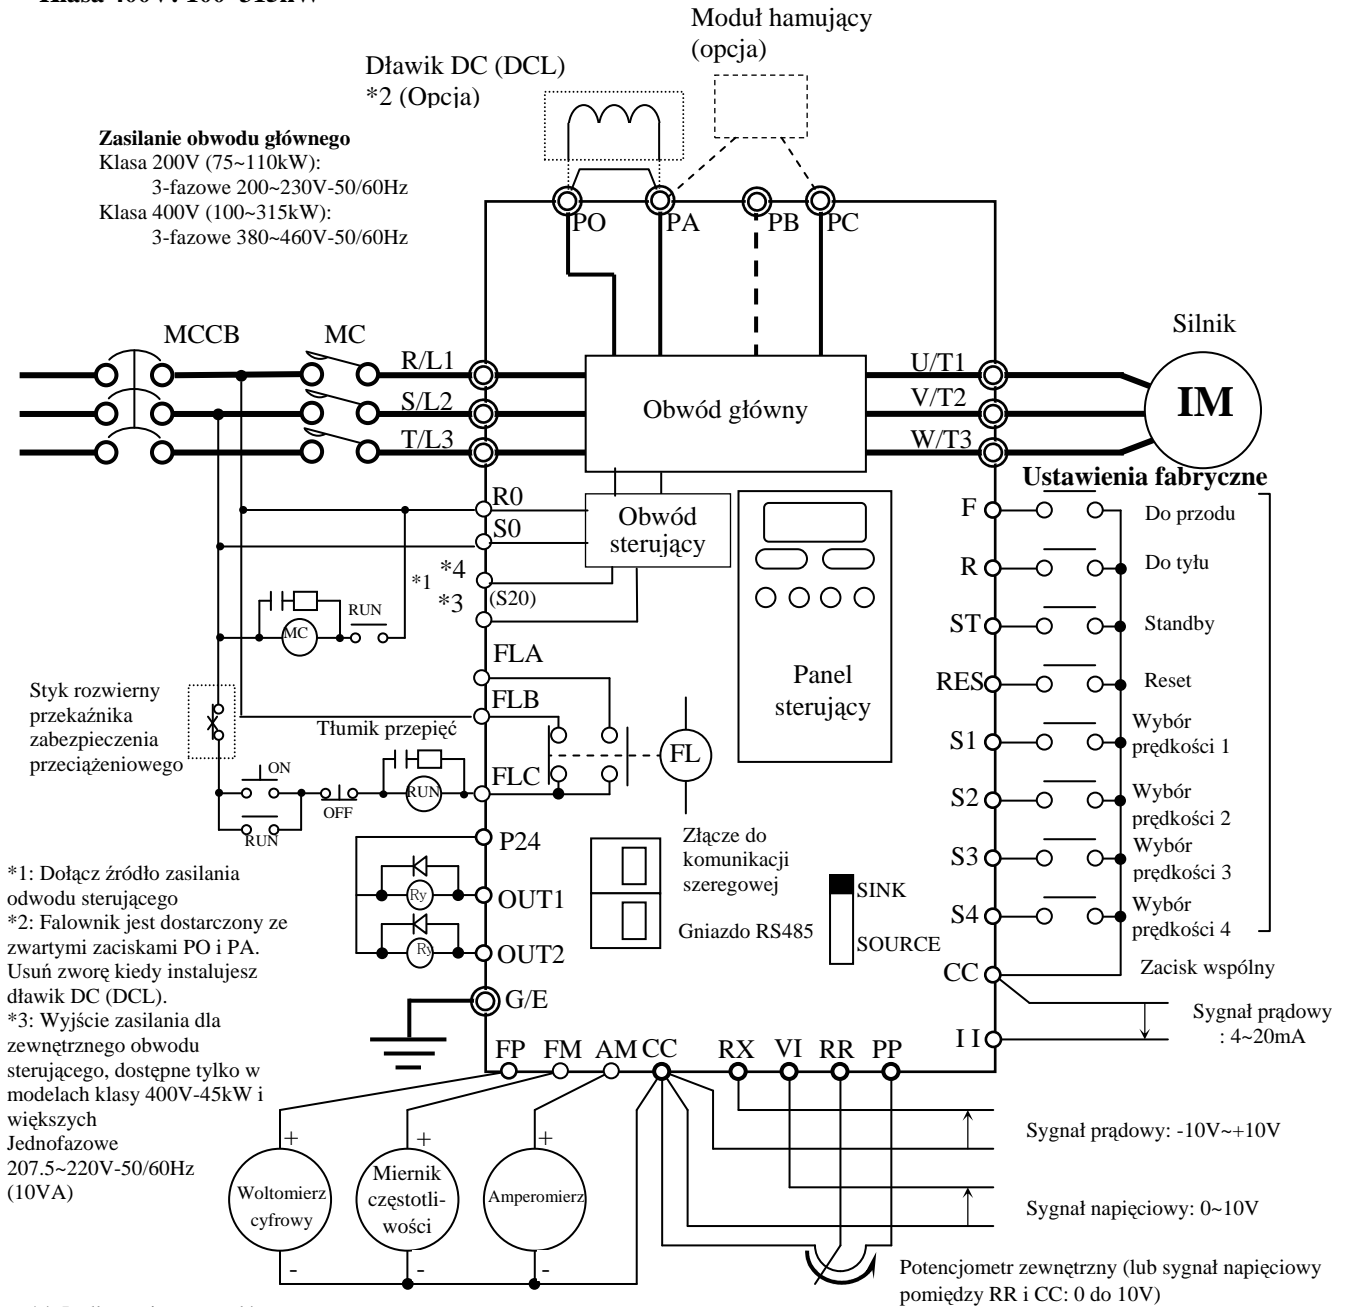 Moduł hamujący
(opcja)
Dławik DC (DCL)
*2 (Opcja)
Zasilanie obwodu głównego
Klasa 200V (75~110kW):
3-fazowe 200~230V-50/60Hz
Klasa 400V (100~315kW):
3-fazowe 380~460V-50/60Hz
PO
PA
PB
PC
MCCB
MC
R/L1
S/L2
T/L3
Obwód główny
U/T1
V/T2
W/T3
Silnik
IM
Ustawienia fabryczne
R0
S0
*1
*4
(S20)
*3
Obwód
sterujący
RUN
MC
FLA
FLB
FLC
FL
Panel
sterujący
Styk rozwierny
przekaźnika
zabezpieczenia
przeciążeniowego
Tłumik przepięć
ON
OFF
RUN
RUN
P24
Ry
OUT1
Ry
OUT2
G/E
Złącze do
komunikacji
szeregowej
Gniazdo RS485
SINK
SOURCE
F
Do przodu
R
Do tyłu
ST
Standby
RES
Reset
S1
Wybór
prędkości 1
S2
Wybór
prędkości 2
S3
Wybór
prędkości 3
S4
Wybór
prędkości 4
CC
Zacisk wspólny
I I
Sygnał prądowy
: 4~20mA
*1: Dołącz źródło zasilania
odwodu sterującego
*2: Falownik jest dostarczony ze
zwartymi zaciskami PO i PA.
Usuń zworę kiedy instalujesz
dławik DC (DCL).
*3: Wyjście zasilania dla
zewnętrznego obwodu
sterującego, dostępne tylko w
modelach klasy 400V-45kW i
większych
Jednofazowe
207.5~220V-50/60Hz
(10VA)
FP
FM
AM
CC
RX
VI
RR
PP
+
+
+
Woltomierz
cyfrowy
Miernik
częstotli-
wości
Amperomierz
-
-
-
Sygnał prądowy: -10V~+10V
Sygnał napięciowy: 0~10V
Potencjometr zewnętrzny (lub sygnał napięciowy
pomiędzy RR i CC: 0 do 10V)